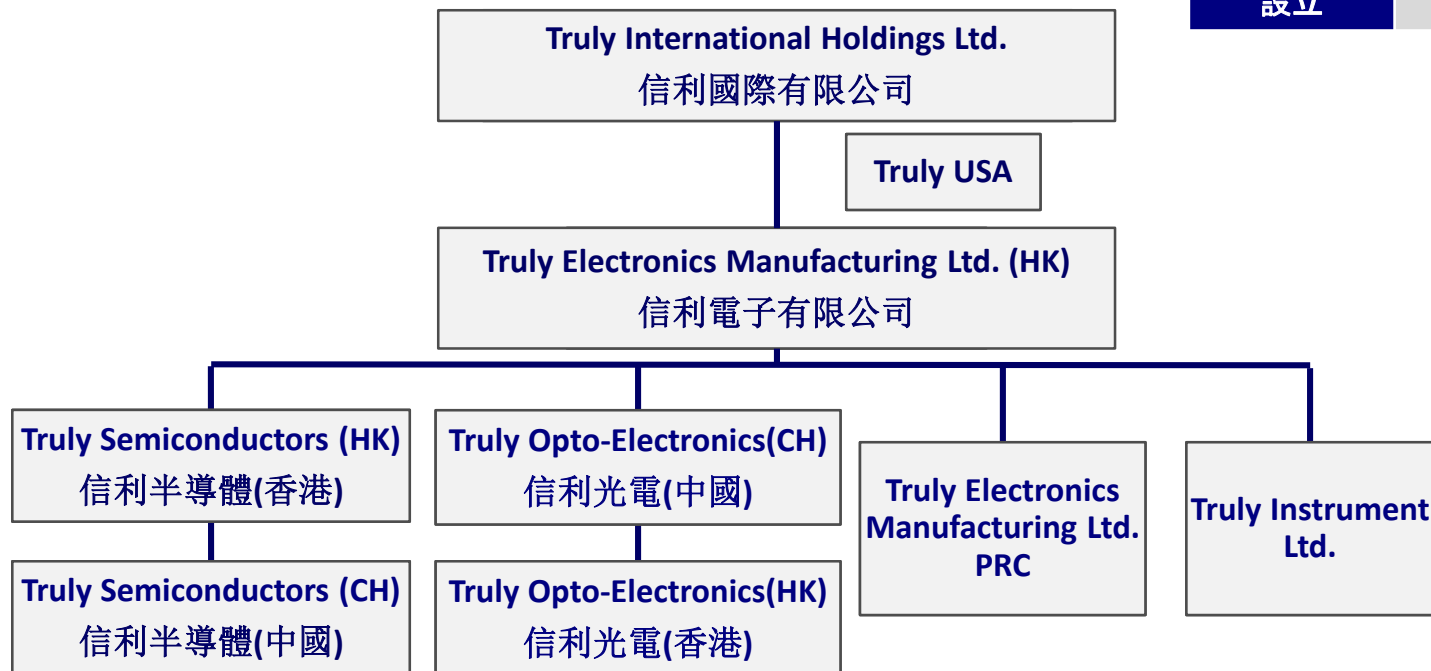 設立
Truly International Holdings Ltd.
信利國際有限公司
Truly USA
Truly Electronics Manufacturing Ltd. (HK)
信利電子有限公司
Truly Semiconductors (HK)
信利半導體(香港)
Truly Opto-Electronics(CH)
信利光電(中國)
Truly Electronics
Manufacturing Ltd.
PRC
Truly Instrument
Ltd.
Truly Semiconductors (CH)
信利半導體(中國)
Truly Opto-Electronics(HK)
信利光電(香港)